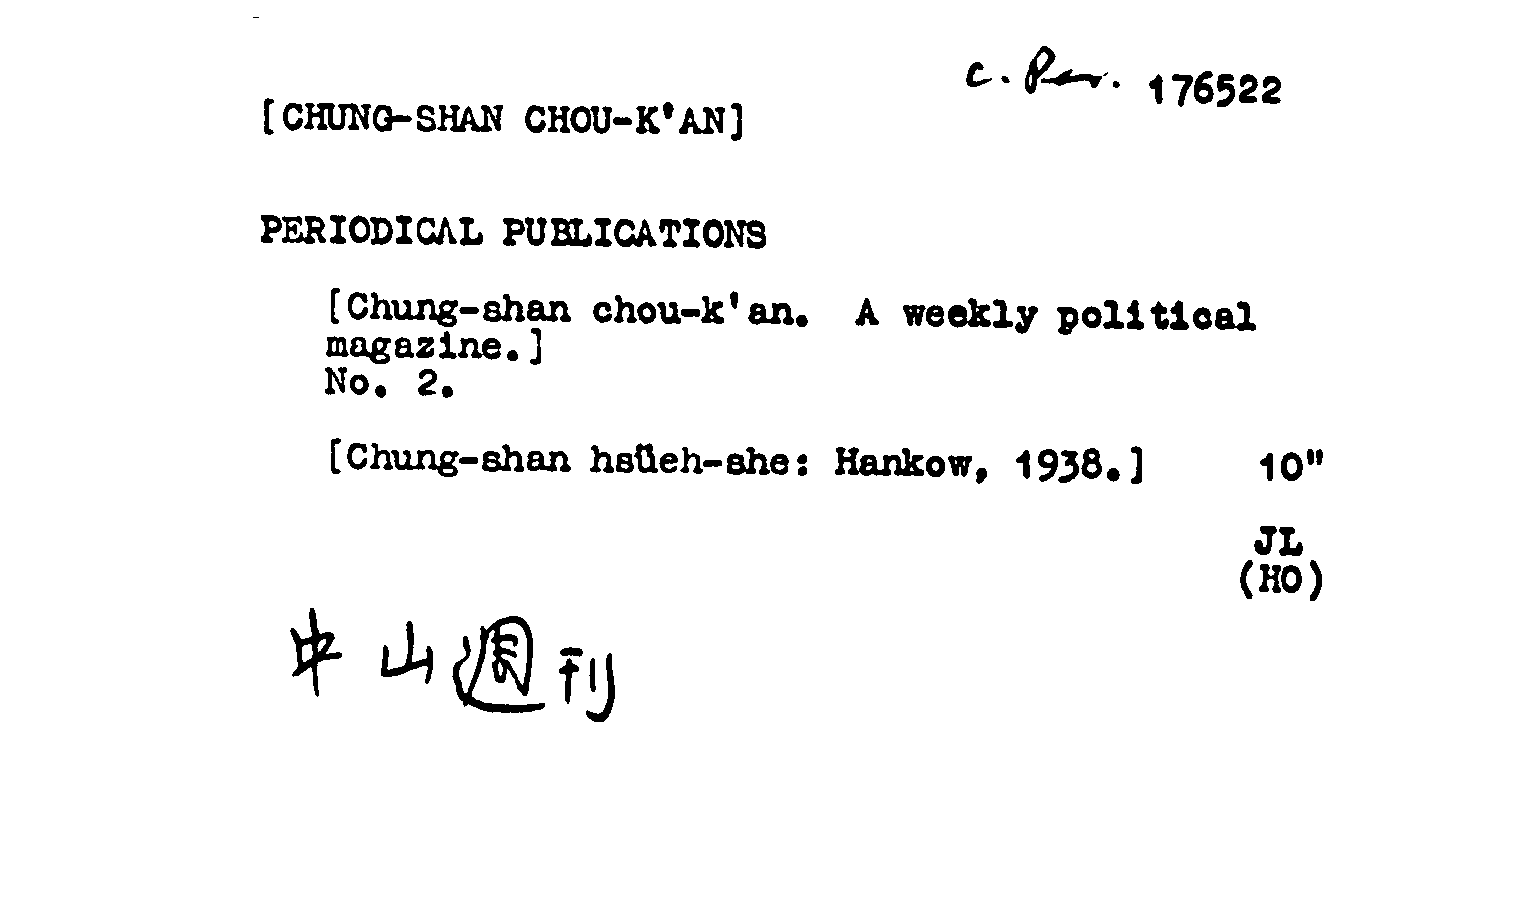 c. Per. 176522
[CHUNG-SHAN CHOU-K'AN]
PERIODICAL PUBLICATIONS
[Chung-shan chou-k'an. A weekly political
magazine.]
No. 2.
[Chung-shan hsüeh-she: Hankow, 1938.] 10"
JL
(HO)
中山週刊